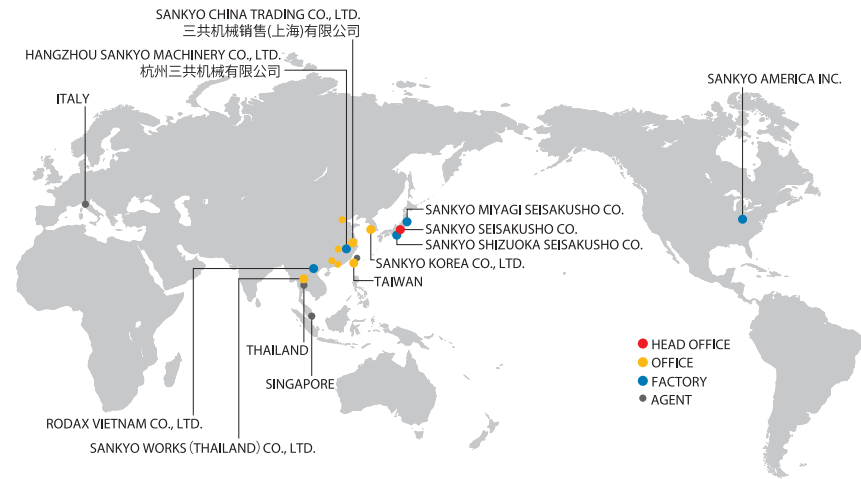 SANKYO CHINA TRADING CO., LTD.
三共机械销售(上海)有限公司
HANGZHOU SANKYO MACHINERY CO., LTD.
杭州三共机械有限公司
SANKYO AMERICA INC.
ITALY
SANKYO MIYAGI SEISAKUSHO CO.
SANKYO SEISAKUSHO CO.
SANKYO SHIZUOKA SEISAKUSHO CO.
SANKYO KOREA CO., LTD.
TAIWAN
THAILAND
SINGAPORE
RODAX VIETNAM CO., LTD.
SANKYO WORKS (THAILAND) CO., LTD.
HEAD OFFICE
OFFICE
FACTORY
AGENT